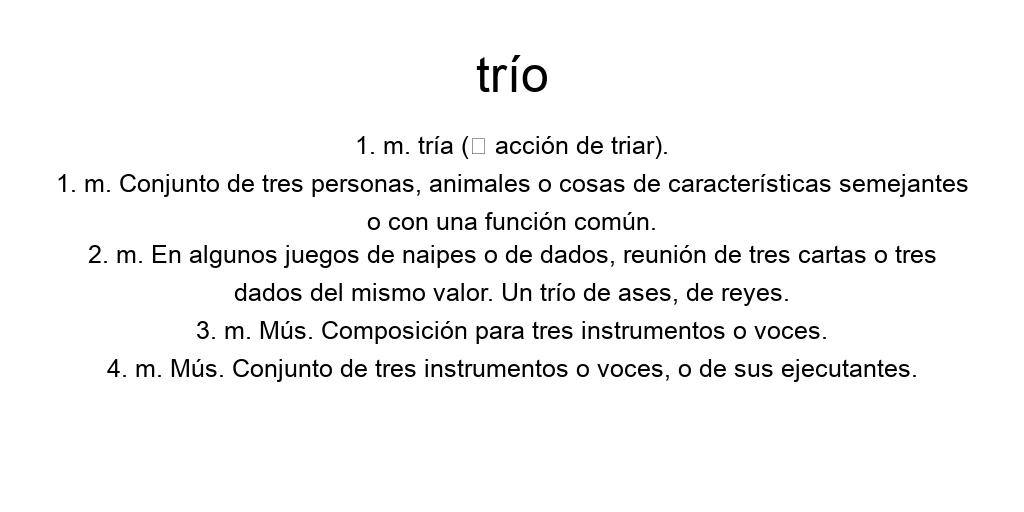 trío
1. m. tría (□ acción de triar).
1. m. Conjunto de tres personas, animales o cosas de características semejantes
o con una función común.
2. m. En algunos juegos de naipes o de dados, reunión de tres cartas o tres
dados del mismo valor. Un trío de ases, de reyes.
3. m. Mús. Composición para tres instrumentos o voces.
4. m. Mús. Conjunto de tres instrumentos o voces, o de sus ejecutantes.